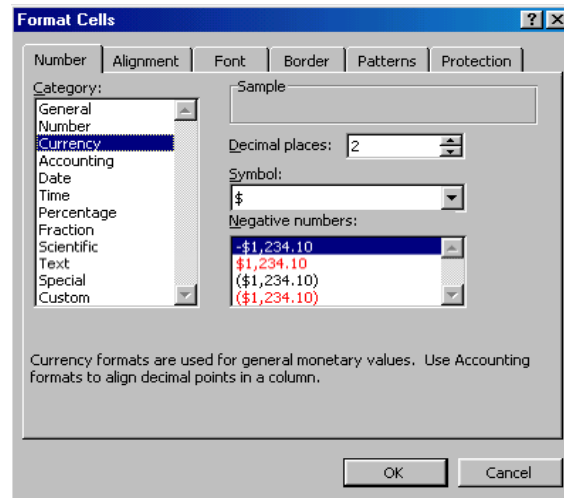 Format Cells
Number Alignment Font Border Patterns Protection
Category:
General
Number
Currency
Accounting
Date
Time
Percentage
Fraction
Scientific
Text
Special
Custom
Sample
Decimal places: 2
Symbol:
$
Negative numbers:
-$1,234.10
$1,234.10
($1,234.10)
($1,234.10)
Currency formats are used for general monetary values. Use Accounting
formats to align decimal points in a column.
OK Cancel